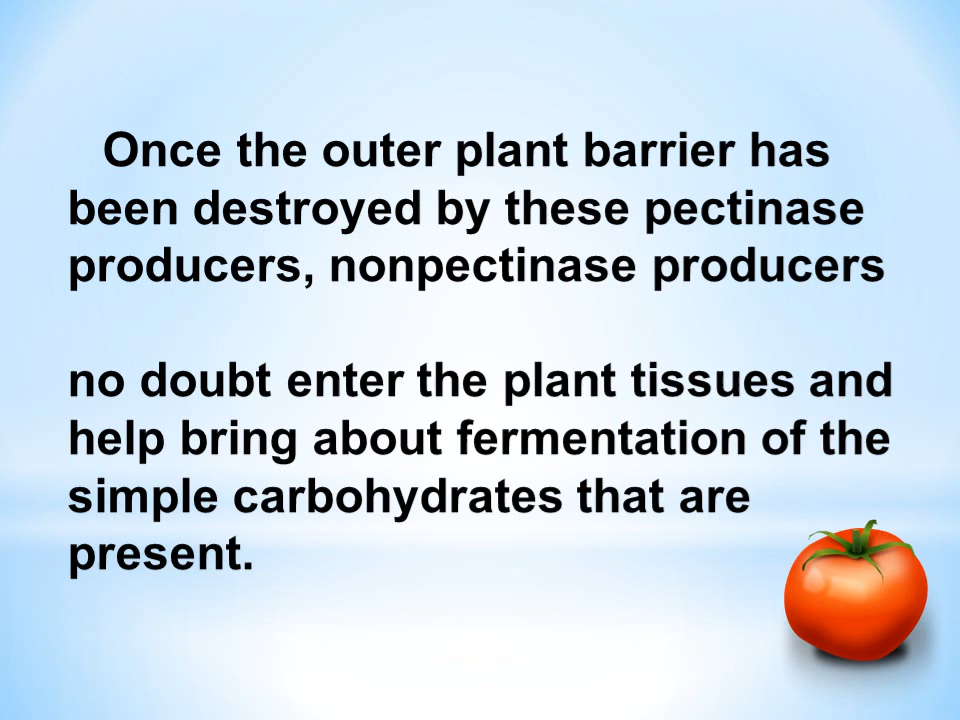 Once the outer plant barrier has
been destroyed by these pectinase
producers, nonpectinase producers
no doubt enter the plant tissues and
help bring about fermentation of the
simple carbohydrates that are
present.